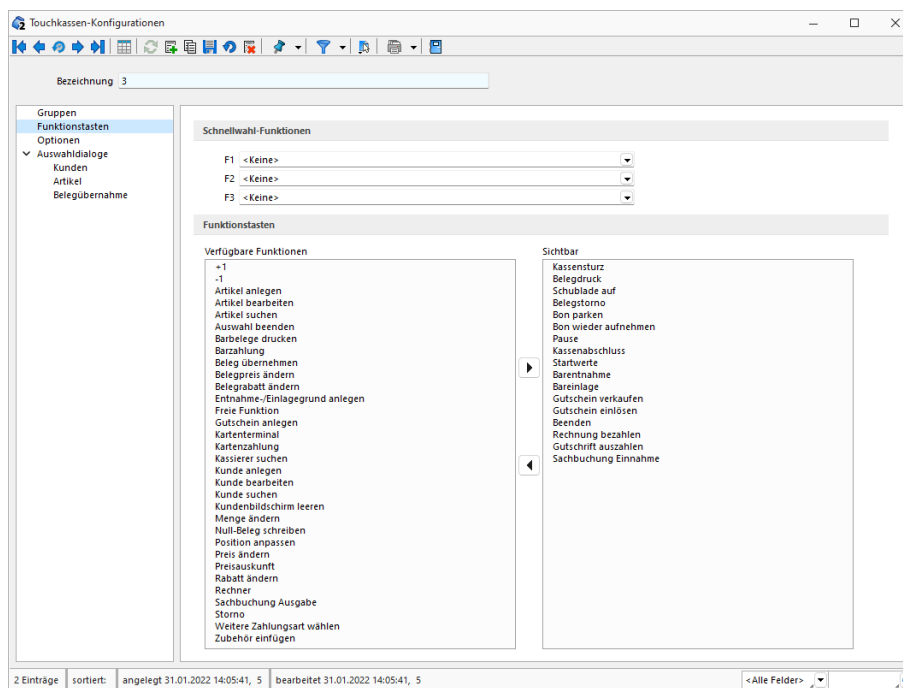 Touchkassen-Konfigurationen
Bezeichnung 3
Gruppen
Funktionstasten
Optionen
Auswahldialoge
Kunden
Artikel
Belegübernahme
Schnellwahl-Funktionen
F1 <Keine>
F2 <Keine>
F3 <Keine>
Funktionstasten
Verfügbare Funktionen
+1
-1
Artikel anlegen
Artikel bearbeiten
Artikel suchen
Auswahl beenden
Barbelege drucken
Barzahlung
Beleg übernehmen
Belegpreis ändern
Belegrabatt ändern
Entnahme-/Einlagegrund anlegen
Freie Funktion
Gutschein anlegen
Kartenterminal
Kartenzahlung
Kassierer suchen
Kunde anlegen
Kunde bearbeiten
Kunde suchen
Kundenbildschirm leeren
Menge ändern
Null-Beleg schreiben
Position anpassen
Preis ändern
Preisauskunft
Rabatt ändern
Rechner
Sachbuchung Ausgabe
Storno
Weitere Zahlungsart wählen
Zubehör einfügen
Sichtbar
Kassensturz
Belegdruck
Schublade auf
Belegstorno
Bon parken
Bon wieder aufnehmen
Pause
Kassenabschluss
Startwerte
Barentnahme
Bareinlage
Gutschein verkaufen
Gutschein einlösen
Beenden
Rechnung bezahlen
Gutschrift auszahlen
Sachbuchung Einnahme
2 Einträge sortiert: angelegt 31.01.2022 14:05:41, 5 bearbeitet 31.01.2022 14:05:41, 5 <Alle Felder>